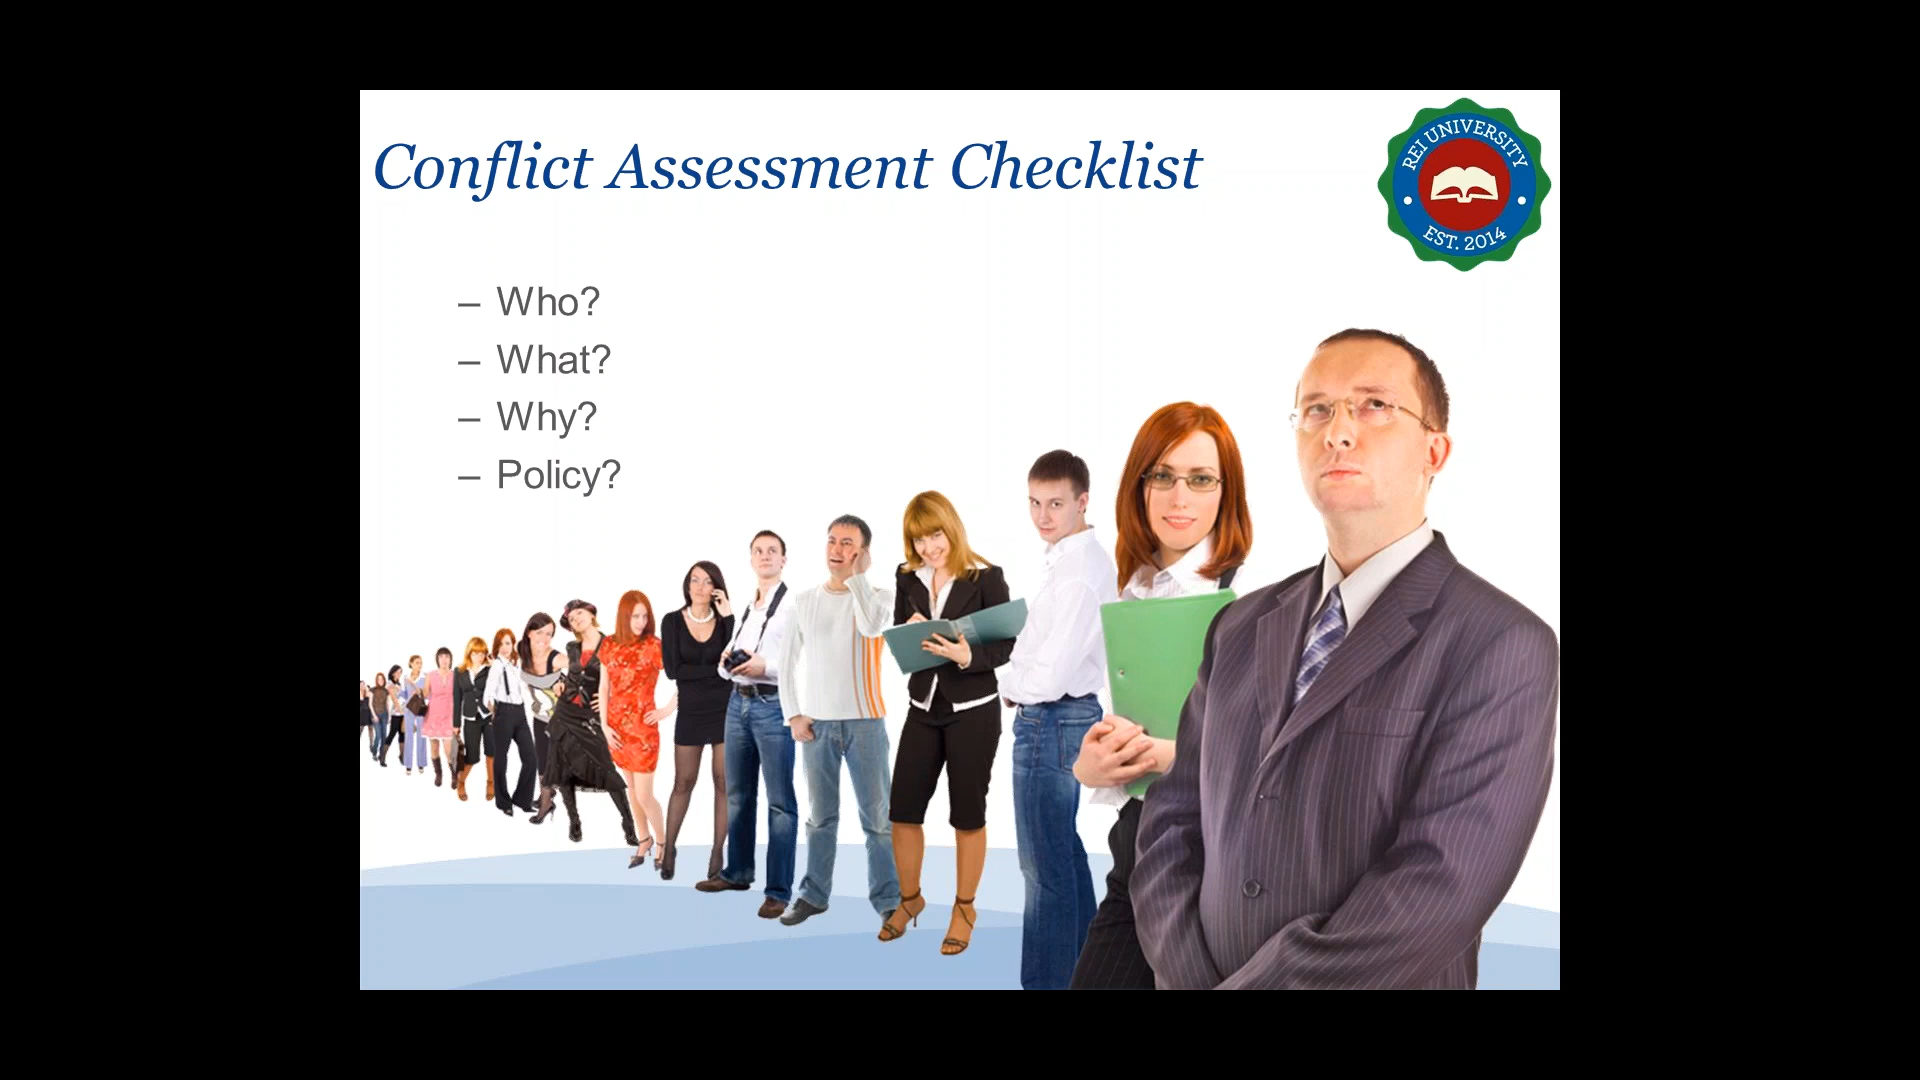 Conflict Assessment Checklist
REI UNIVERSITY
EST. 2014
– Who?
– What?
– Why?
– Policy?